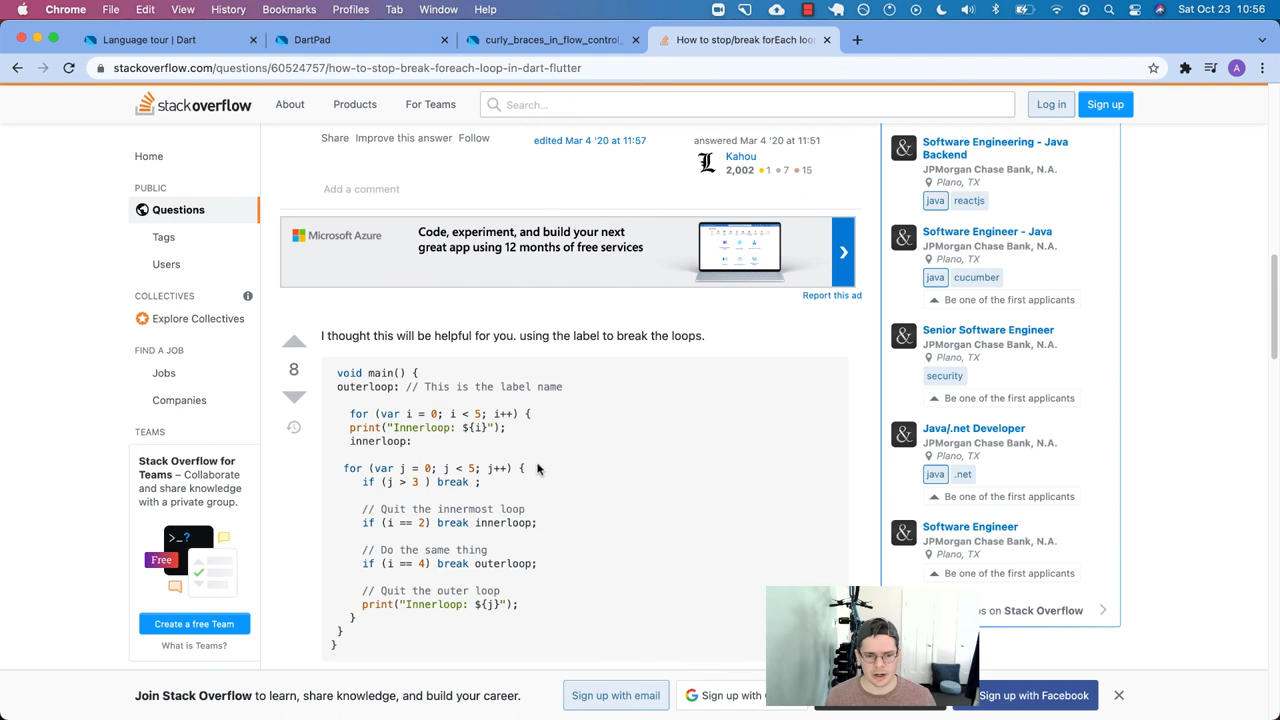 Chrome File Edit View History Bookmarks Profiles Tab Window Help Sat Oct 23 10:56
Language tour | Dart
DartPad
curly_braces_in_flow_control_
How to stop/break forEach loo
stackoverflow.com/questions/60524757/how-to-stop-break-foreach-loop-in-dart-flutter
A
stackoverflow
About
Products
For Teams
Search...
Log in
Sign up
Home
PUBLIC
Questions
Tags
Users
COLLECTIVES
Explore Collectives
FIND A JOB
Jobs
Companies
TEAMS
Stack Overflow for
Teams – Collaborate
and share knowledge
with a private group.
>_?
Free
Create a free Team
What is Teams?
Share Improve this answer Follow
edited Mar 4 '20 at 11:57
answered Mar 4 '20 at 11:51
Kahou
2,002 1 7 15
Add a comment
Microsoft Azure
Code, experiment, and build your next
great app using 12 months of free services
Report this ad
8
I thought this will be helpful for you. using the label to break the loops.
void main() {
outerloop: // This is the label name
for (var i = 0; i < 5; i++) {
print("Innerloop: ${i}");
innerloop:
for (var j = 0; j < 5; j++) {
if (j > 3 ) break ;
// Quit the innermost loop
if (i == 2) break innerloop;
// Do the same thing
if (i == 4) break outerloop;
// Quit the outer loop
print("Innerloop: ${j}");
}
}
Software Engineering - Java
Backend
JPMorgan Chase Bank, N.A.
Plano, TX
java reactjs
Software Engineer - Java
JPMorgan Chase Bank, N.A.
Plano, TX
java cucumber
Be one of the first applicants
Senior Software Engineer
JPMorgan Chase Bank, N.A.
Plano, TX
security
Be one of the first applicants
Java/.net Developer
JPMorgan Chase Bank, N.A.
Plano, TX
java .net
Be one of the first applicants
Software Engineer
JPMorgan Chase Bank, N.A.
Plano, TX
Be one of the first applicants
on Stack Overflow
Join Stack Overflow to learn, share knowledge, and build your career.
Sign up with email
Sign up with
Sign up with Facebook